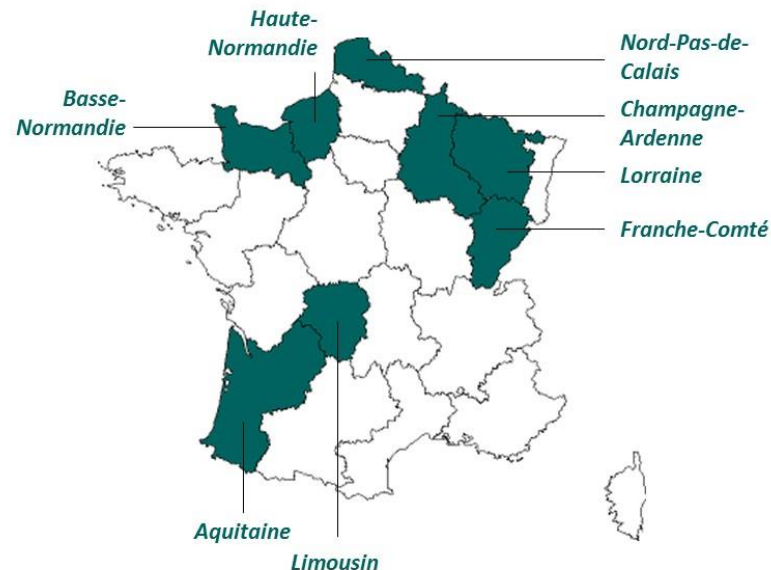 Haute-
Normandie
Nord-Pas-de-
Calais
Basse-
Normandie
Champagne-
Ardenne
Lorraine
Franche-Comté
Aquitaine
Limousin